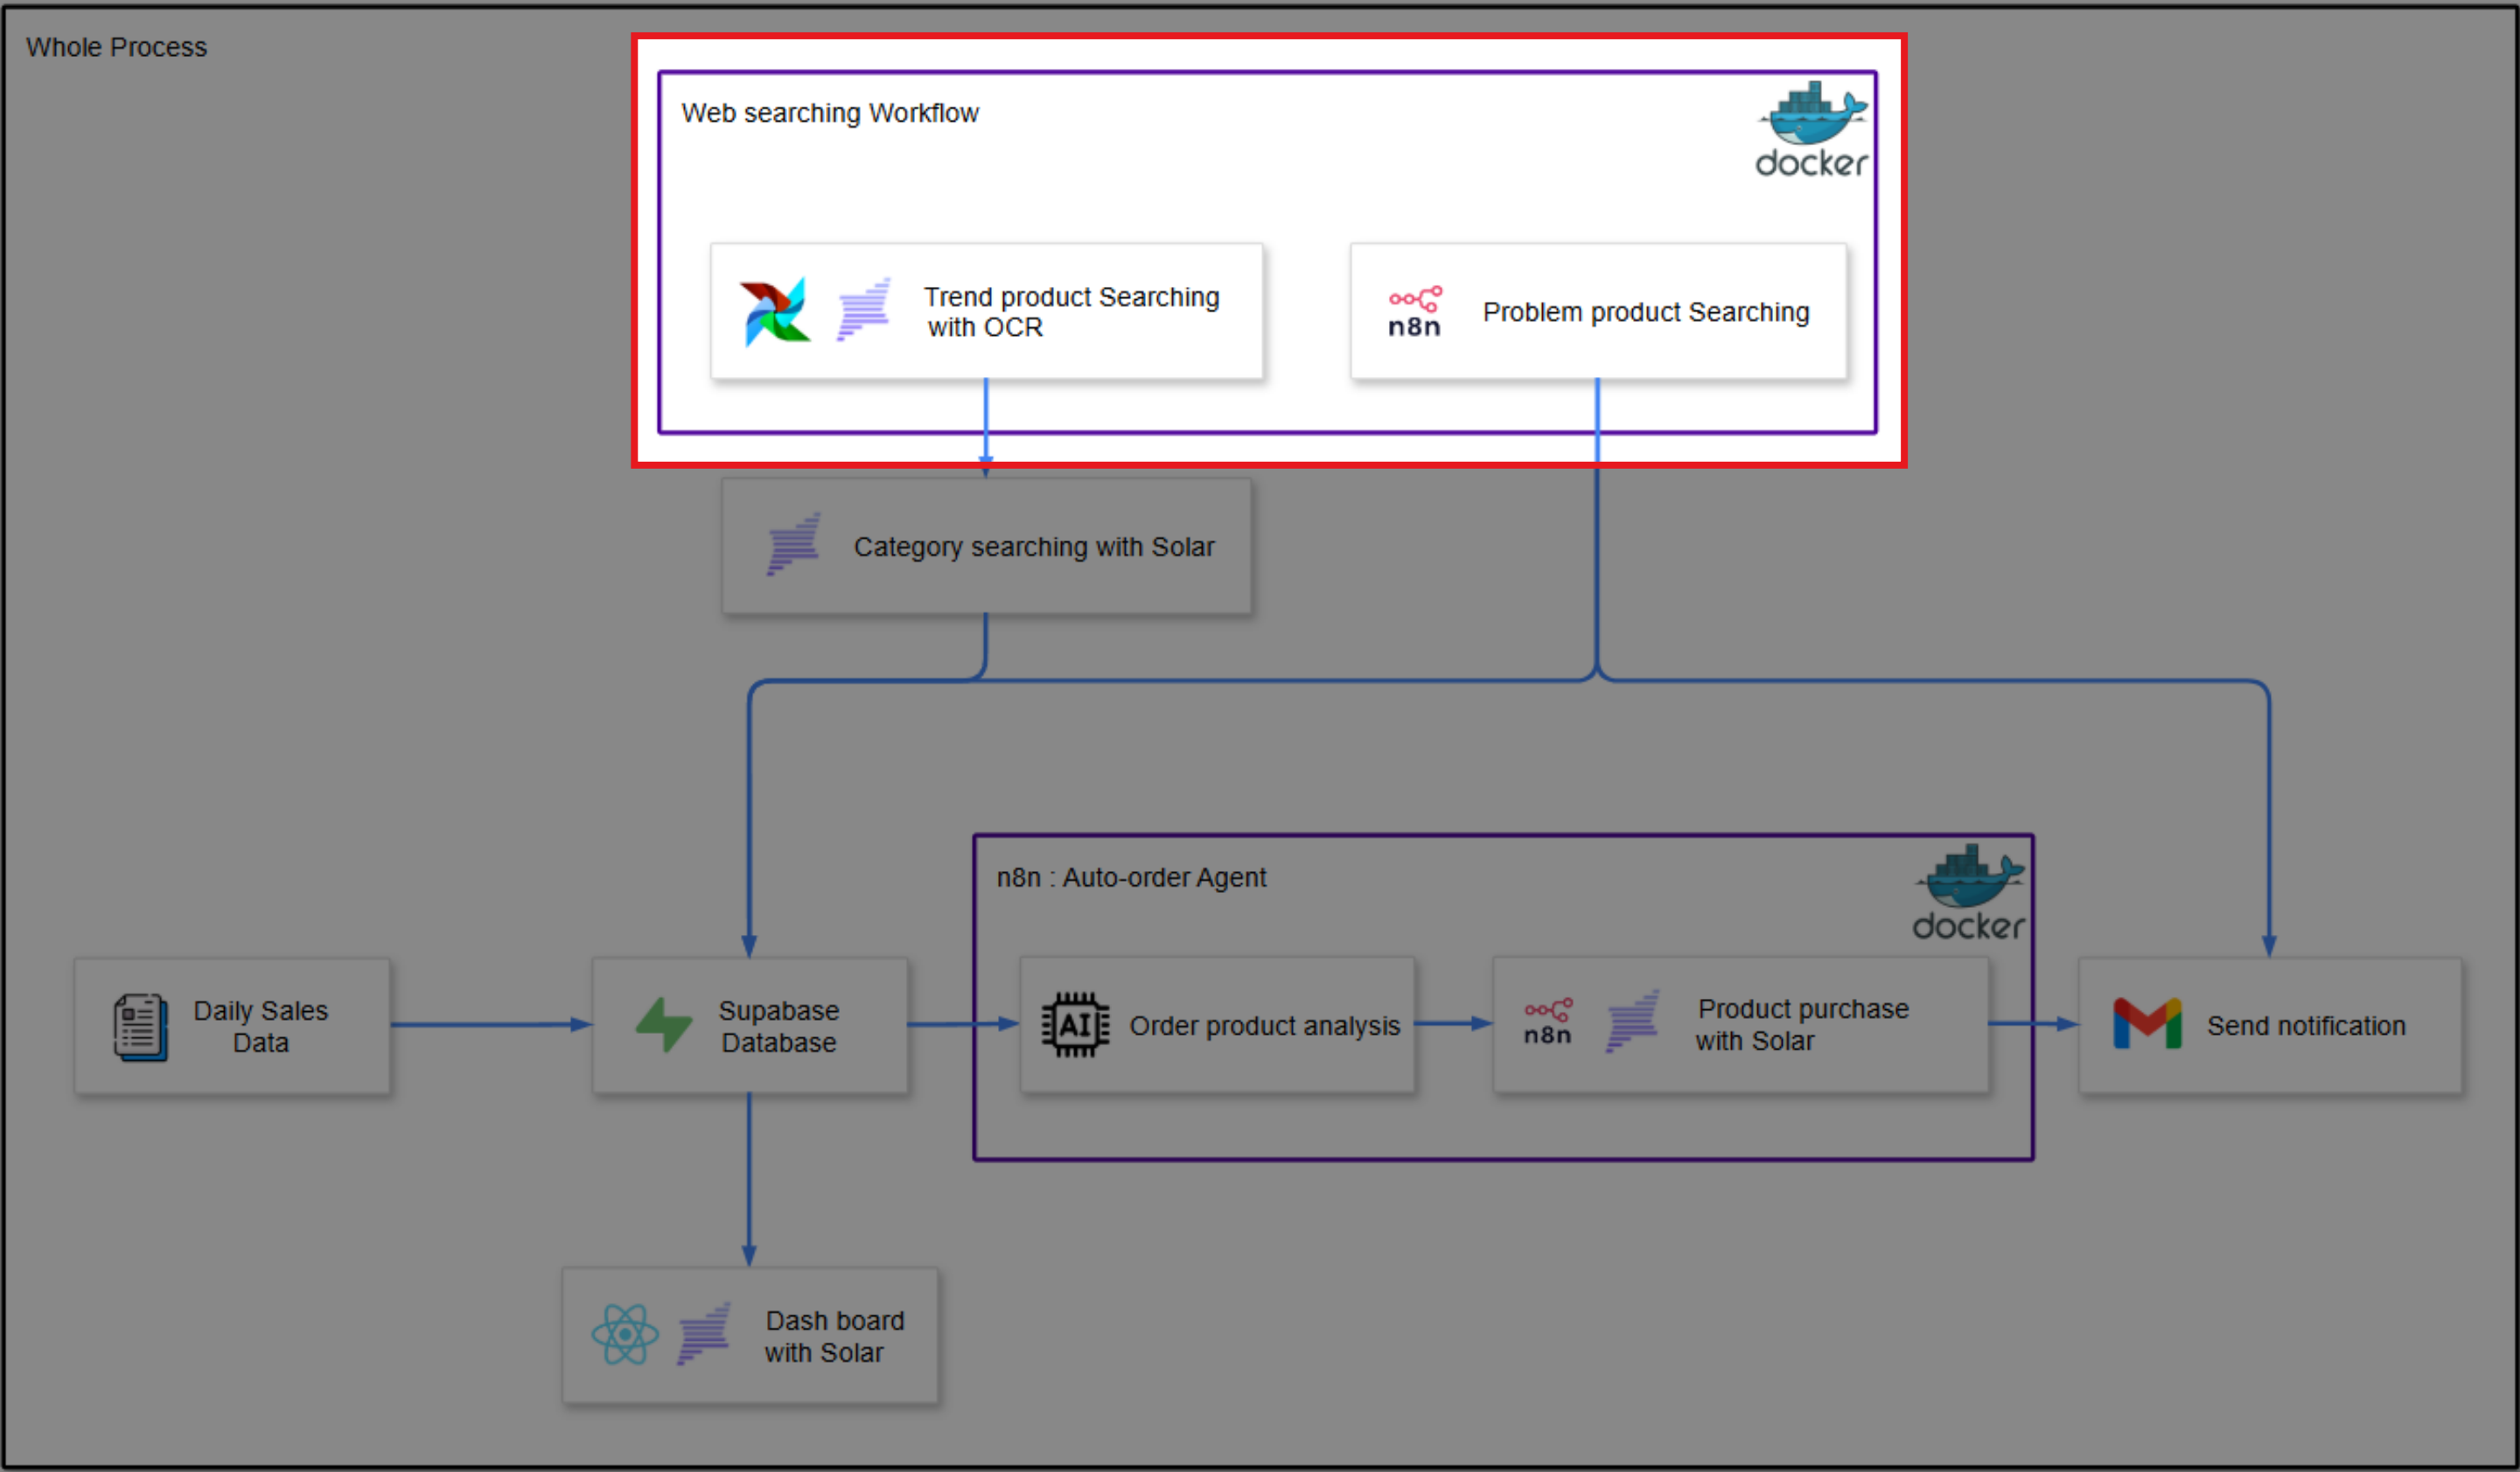 Whole Process
Web searching Workflow
docker
Trend product Searching
with OCR
n8n
Problem product Searching
Category searching with Solar
n8n : Auto-order Agent
docker
Daily Sales
Data
Supabase
Database
AI
Order product analysis
n8n
Product purchase
with Solar
Send notification
Dash board
with Solar